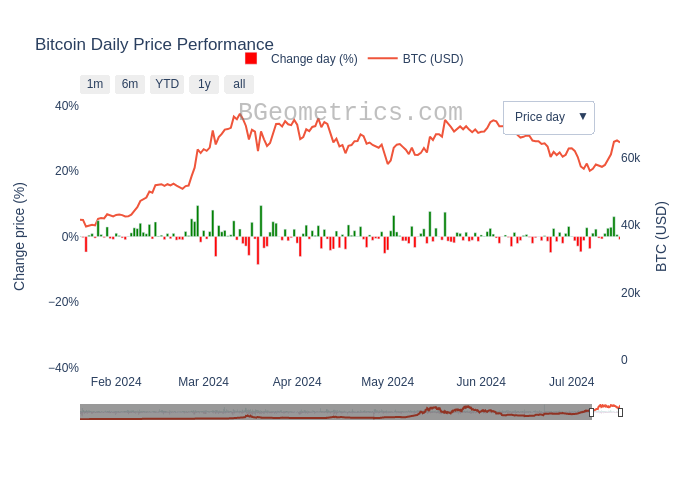 Bitcoin Daily Price Performance
Change day (%)
BTC (USD)
1m
6m
YTD
1y
all
BGeometrics.com
Price day
▼
40%
20%
0%
−20%
−40%
Change price (%)
60k
40k
20k
0
BTC (USD)
Feb 2024
Mar 2024
Apr 2024
May 2024
Jun 2024
Jul 2024